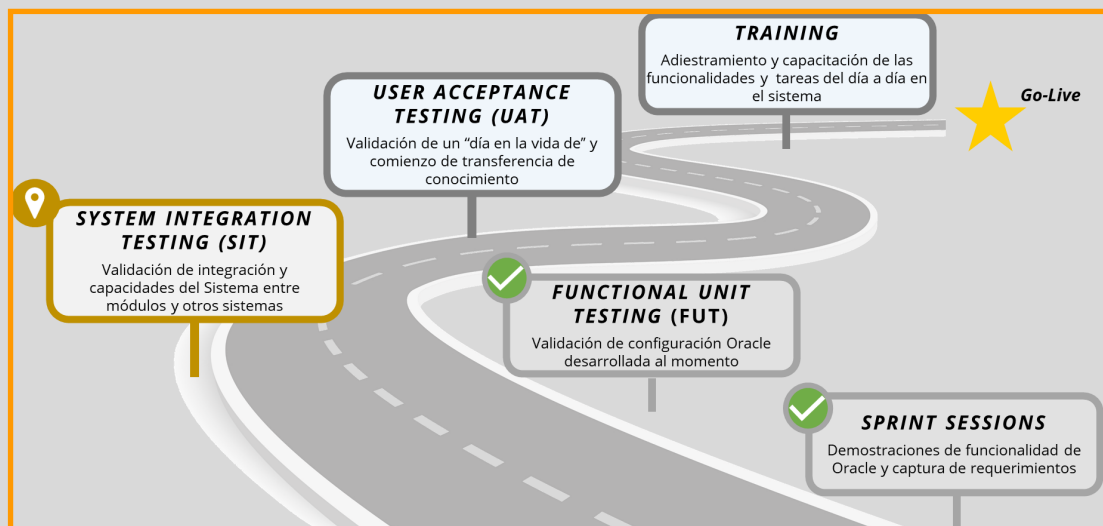 TRAINING
Adiestramiento y capacitación de las
funcionalidades y tareas del día a día en
el sistema
Go-Live
USER ACCEPTANCE
TESTING (UAT)
Validación de un “día en la vida de” y
comienzo de transferencia de
conocimiento
SYSTEM INTEGRATION
TESTING (SIT)
Validación de integración y
capacidades del Sistema entre
módulos y otros sistemas
FUNCTIONAL UNIT
TESTING (FUT)
Validación de configuración Oracle
desarrollada al momento
SPRINT SESSIONS
Demostraciones de funcionalidad de
Oracle y captura de requerimientos